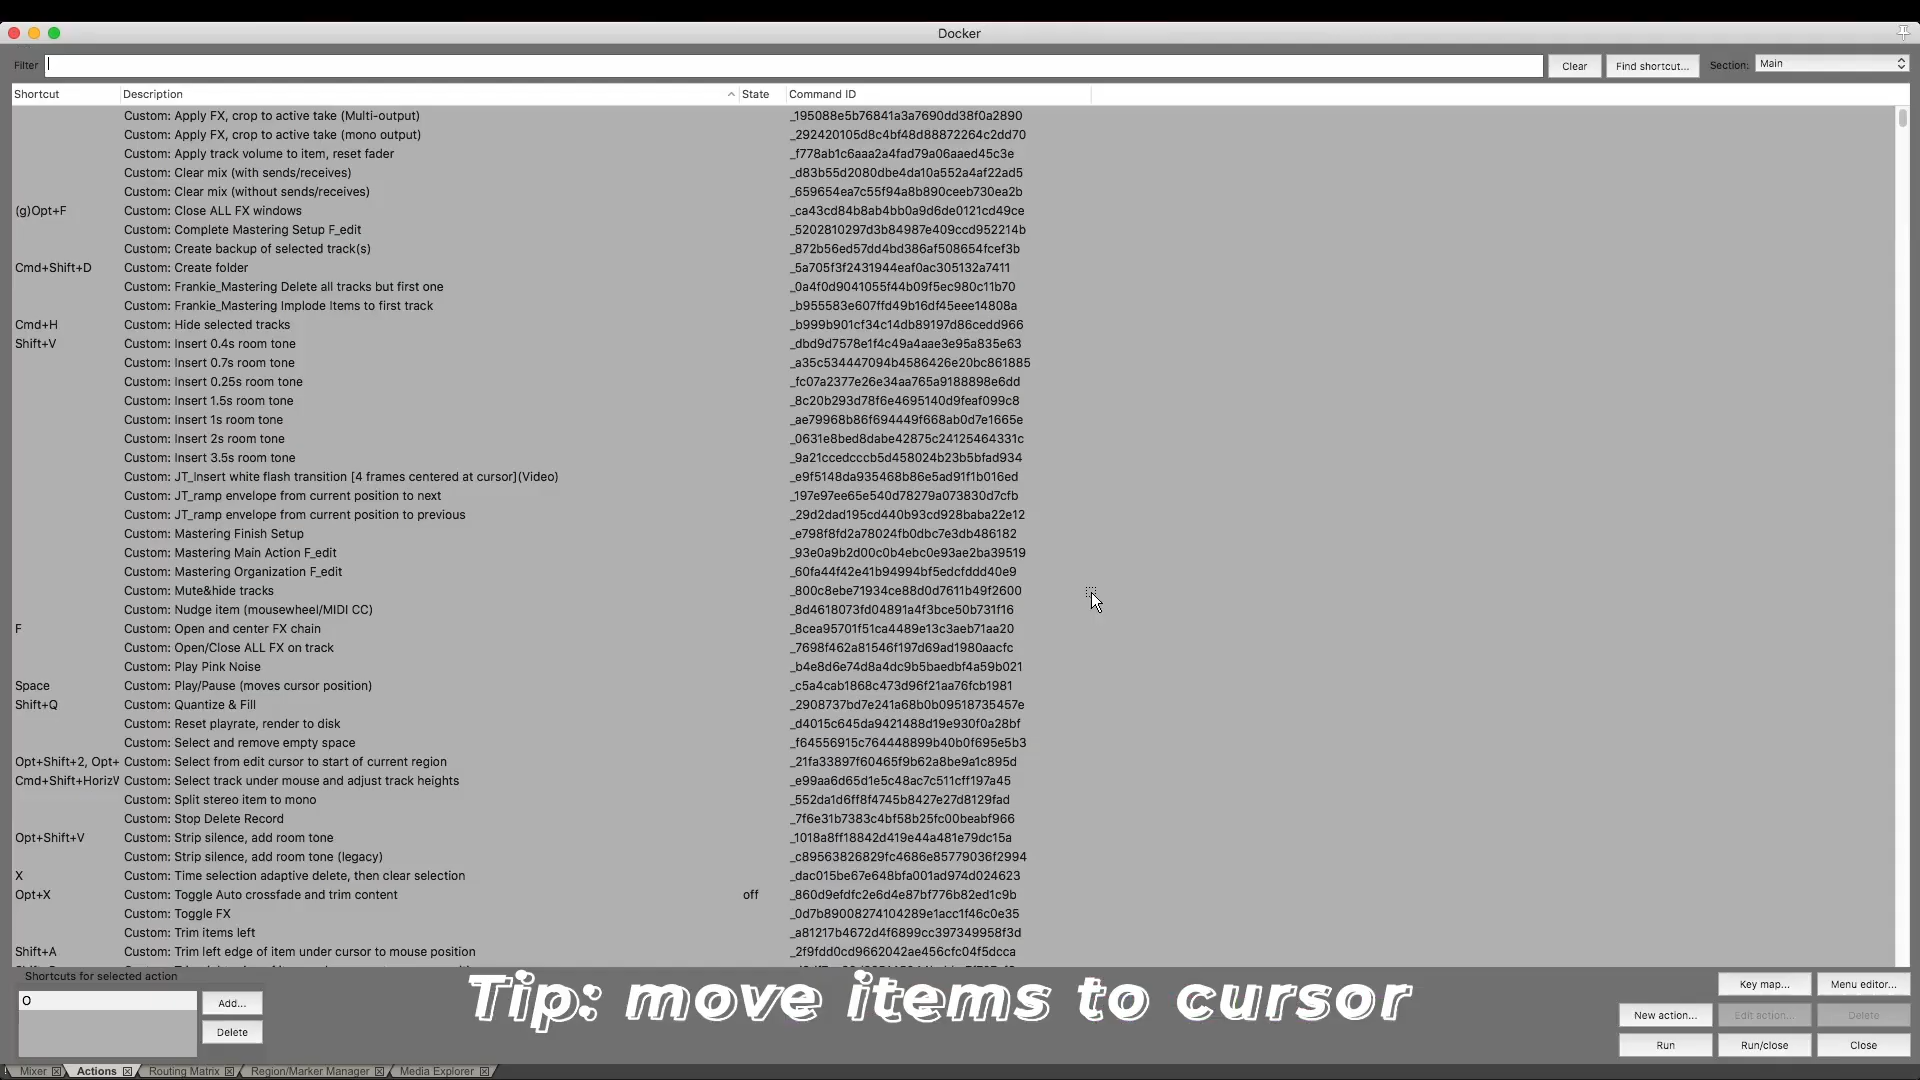 Docker
Filter
Clear
Find shortcut...
Section:
Main
Shortcut Description State Command ID
Custom: Apply FX, crop to active take (Multi-output) _195088e5b76841a3a7690dd38f0a2890
Custom: Apply FX, crop to active take (mono output) _292420105d8c4bf48d88872264c2dd70
Custom: Apply track volume to item, reset fader _f778ab1c6aaa2a4fad79a06aaed45c3e
Custom: Clear mix (with sends/receives) _d83b55d2080dbe4da10a552a4af22ad5
Custom: Clear mix (without sends/receives) _659654ea7c55f94a8b890ceeb730ea2b
(g)Opt+F Custom: Close ALL FX windows _ca43cd84b8ab4bb0a9d6de0121cd49ce
Custom: Complete Mastering Setup F_edit _5202810297d3b84987e409ccd952214b
Custom: Create backup of selected track(s) _872b56ed57dd4bd386af508654fcef3b
Cmd+Shift+D Custom: Create folder _5a705f3f2431944eaf0ac305132a7411
Custom: Frankie_Mastering Delete all tracks but first one _0a4f0d9041055f44b09f5ec980c11b70
Custom: Frankie_Mastering Implode Items to first track _b955583e607ffd49b16df45eee14808a
Cmd+H Custom: Hide selected tracks _b999b901cf34c14db89197d86cedd966
Shift+V Custom: Insert 0.4s room tone _dbd9d7578e1f4c49a4aae3e95a835e63
Custom: Insert 0.7s room tone _a35c534447094b4586426e20bc861885
Custom: Insert 0.25s room tone _fc07a2377e26e34aa765a9188898e6dd
Custom: Insert 1.5s room tone _8c20b293d78f6e4695140d9feaf099c8
Custom: Insert 1s room tone _ae79968b86f694449f668ab0d7e1665e
Custom: Insert 2s room tone _0631e8bed8dabe42875c24125464331c
Custom: Insert 3.5s room tone _9a21ccedcccb5d458024b23b5bfad934
Custom: JT_Insert white flash transition [4 frames centered at cursor](Video) _e9f5148da935468b86e5ad91f1b016ed
Custom: JT_ramp envelope from current position to next _197e97ee65e540d78279a073830d7cfb
Custom: JT_ramp envelope from current position to previous _29d2dad195cd440b93cd928baba22e12
Custom: Mastering Finish Setup _e798f8fd2a78024fb0dbc7e3db486182
Custom: Mastering Main Action F_edit _93e0a9b2d00c0b4ebc0e93ae2ba39519
Custom: Mastering Organization F_edit _60fa44f42e41b94994bf5edcfddd40e9
Custom: Mute&hide tracks _800c8ebe71934ce88d0d7611b49f2600
Custom: Nudge item (mousewheel/MIDI CC) _8d4618073fd04891a4f3bce50b731f16
F Custom: Open and center FX chain _8cea95701f51ca4489e13c3aeb71aa20
Custom: Open/Close ALL FX on track _7698f462a81546f197d69ad1980aacfc
Custom: Play Pink Noise _b4e8d6e74d8a4dc9b5baedbf4a59b021
Space Custom: Play/Pause (moves cursor position) _c5a4cab1868c473d96f21aa76fcb1981
Shift+Q Custom: Quantize & Fill _2908737bd7e241a68b0b09518735457e
Custom: Reset playrate, render to disk _d4015c645da9421488d19e930f0a28bf
Custom: Select and remove empty space _f64556915c764448899b40b0f695e5b3
Opt+Shift+2, Opt+ Custom: Select from edit cursor to start of current region _21fa33897f60465f9b62a8be9a1c895d
Cmd+Shift+HorizW Custom: Select track under mouse and adjust track heights _e99aa6d65d1e5c48ac7c511cff197a45
Custom: Split stereo item to mono _552da1d6ff8f4745b8427e27d8129fad
Custom: Stop Delete Record _7f6e31b7383c4bf58b25fc00beabf966
Opt+Shift+V Custom: Strip silence, add room tone _1018a8ff18842d419e44a481e79dc15a
Custom: Strip silence, add room tone (legacy) _c89563826829fc4686e85779036f2994
X Custom: Time selection adaptive delete, then clear selection _dac015be67e648bfa001ad974d024623
Opt+X Custom: Toggle Auto crossfade and trim content off _860d9efdfc2e6d4e87bf776b82ed1c9b
Custom: Toggle FX _0d7b89008274104289e1acc1f46c0e35
Custom: Trim items left _a81217b4672d4f6899cc397349958f3d
Shift+A Custom: Trim left edge of item under cursor to mouse position _2f9fdd0cd9662042ae456cfc04f5dcca
Shortcuts for selected action
O
Add...
Delete
Tip: move items to cursor
Key map...
Menu editor...
New action...
Edit action...
Delete
Run
Run/close
Close
Mixer Actions Routing Matrix Region/Marker Manager Media Explorer